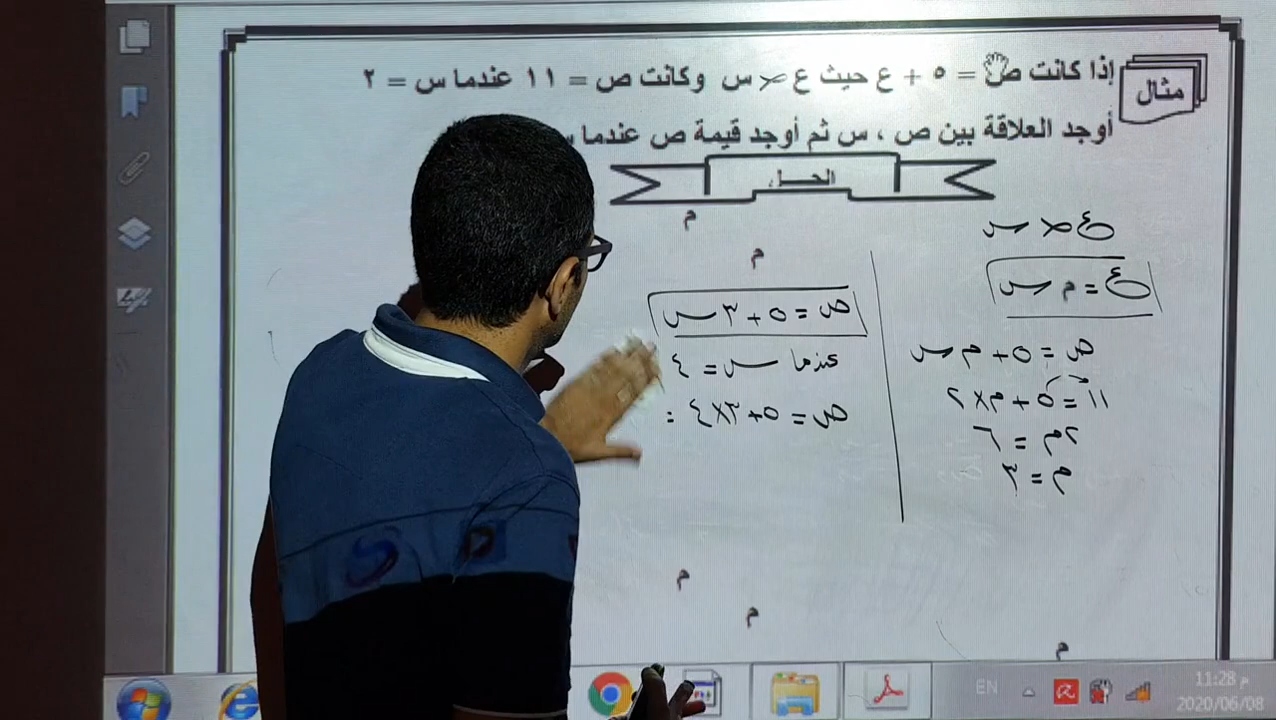 مثال
إذا كانت ص = ٥ + ع حيث ع ∝ س وكانت ص = ١١ عندما س = ٢
أوجد العلاقة بين ص ، س ثم أوجد قيمة ص عندما س
الحل
ع ∝ س
ع = م س
ص = ٥ + م س
١١ = ٥ + م × ٢
٢م = ٦
م = ٣
م
م
ص = ٥ + ٣ س
عندما س = ٤
ص = ٥ + ٣ × ٤ =
م
م
م
EN
11:28 م
2020/06/08